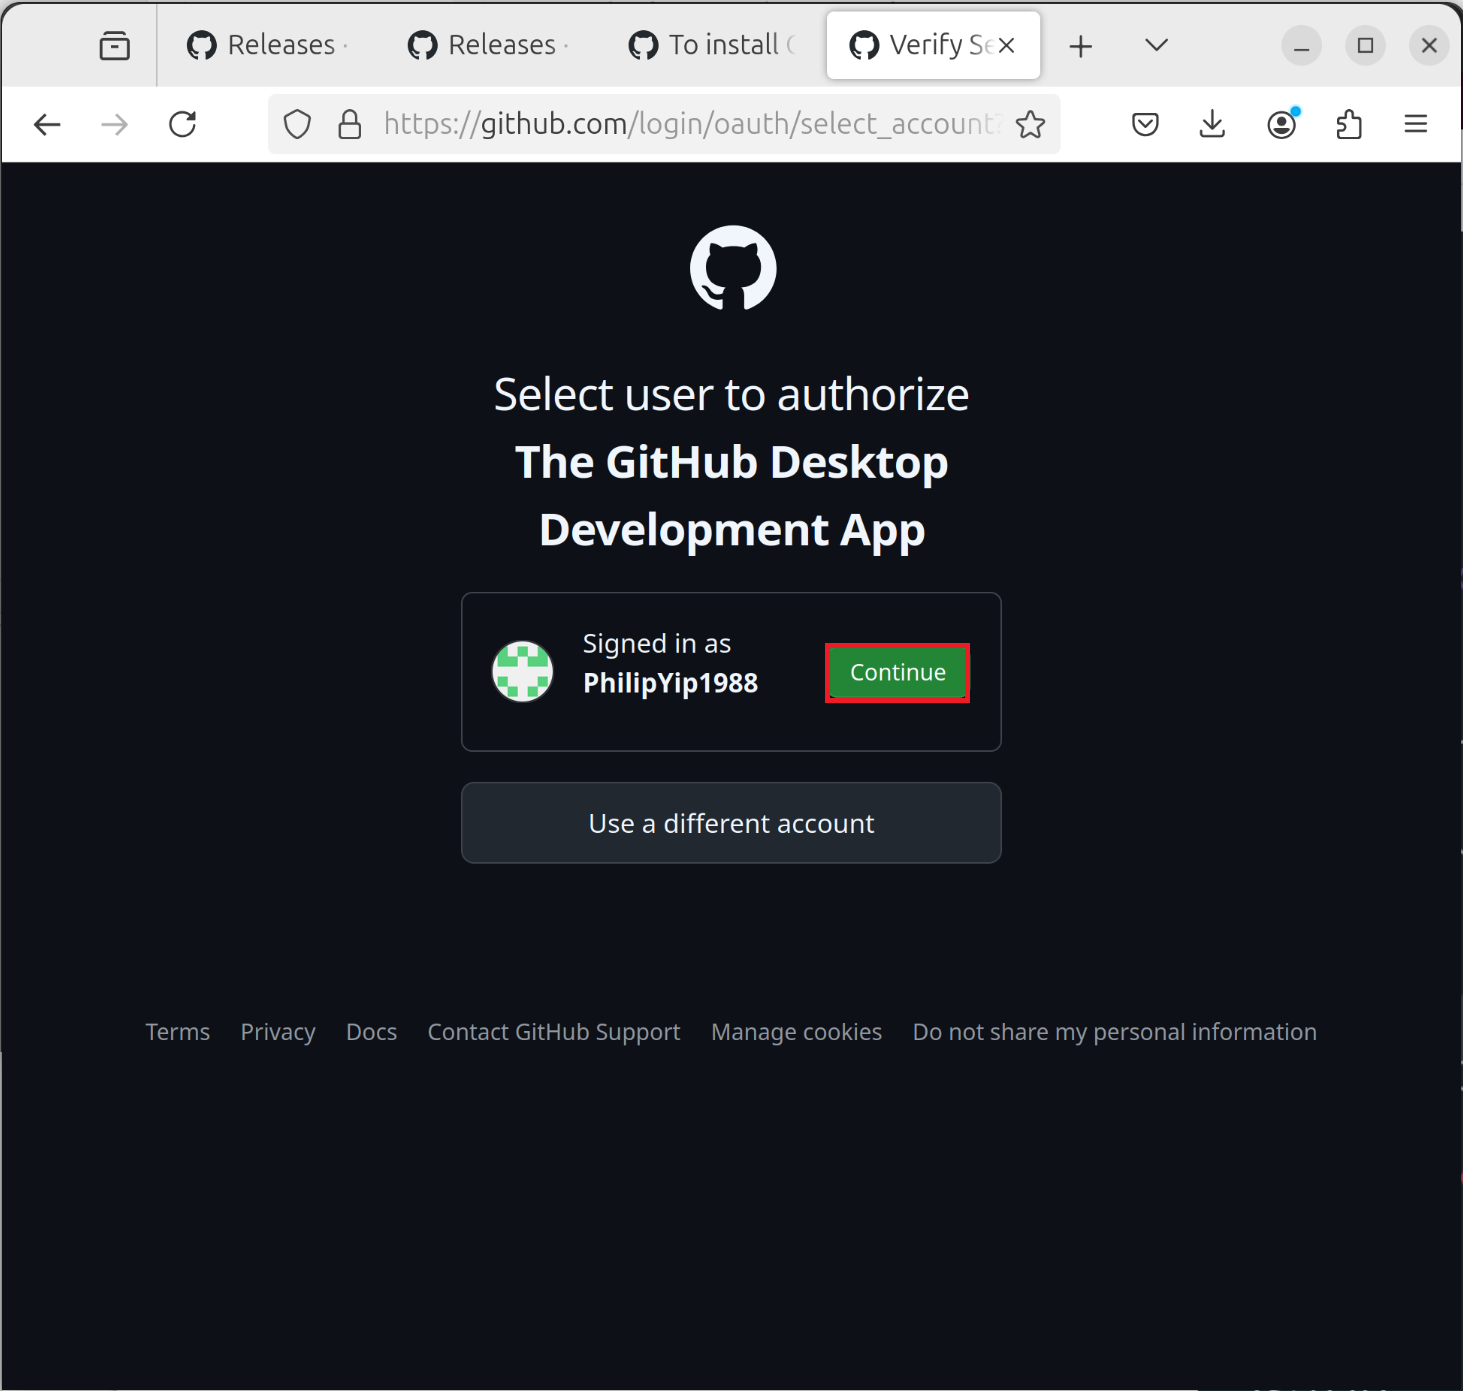 Releases ·
Releases ·
To install
Verify Se
https://github.com/login/oauth/select_account?
Select user to authorize
The GitHub Desktop
Development App
Signed in as
PhilipYip1988
Continue
Use a different account
Terms Privacy Docs Contact GitHub Support Manage cookies Do not share my personal information